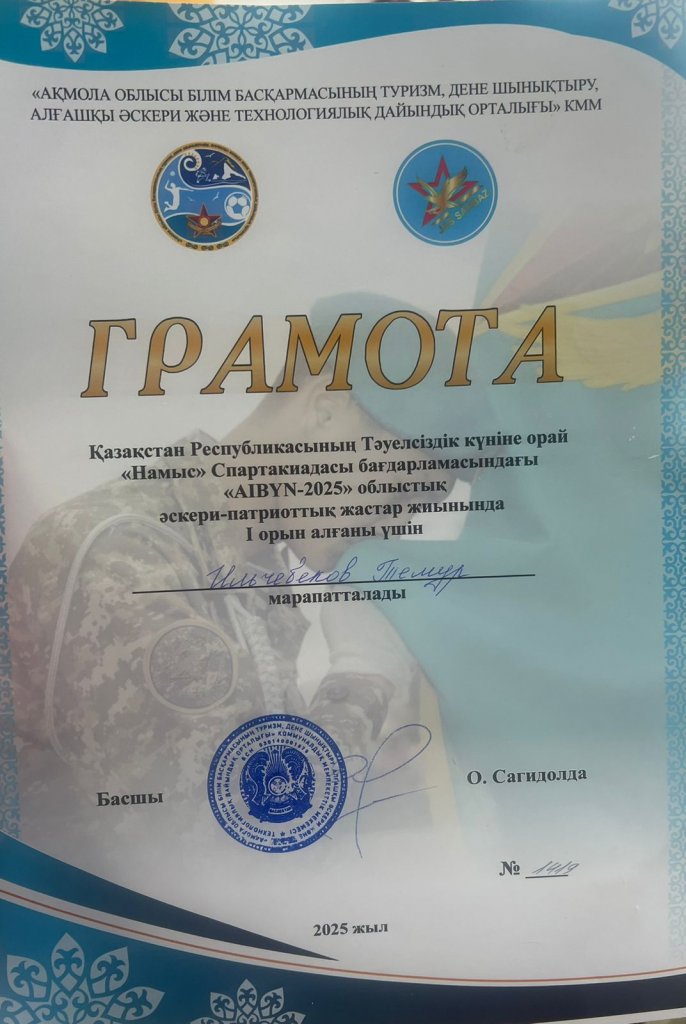 «АҚМОЛА ОБЛЫСЫ БІЛІМ БАСҚАРМАСЫНЫҢ ТУРИЗМ, ДЕНЕ ШЫНЫҚТЫРУ,
АЛҒАШҚЫ ӘСКЕРИ ЖӘНЕ ТЕХНОЛОГИЯЛЫҚ ДАЙЫНДЫҚ ОРТАЛЫҒЫ» КММ
ГРАМОТА
Қазақстан Республикасының Тәуелсіздік күніне орай
«Намыс» Спартакиадасы бағдарламасындағы
«AIBYN-2025» облыстық
әскери-патриоттық жастар жиынында
І орын алғаны үшін
Ильчебеков Темур
марапатталады
Басшы
О. Сагидолда
№ 1419
2025 жыл